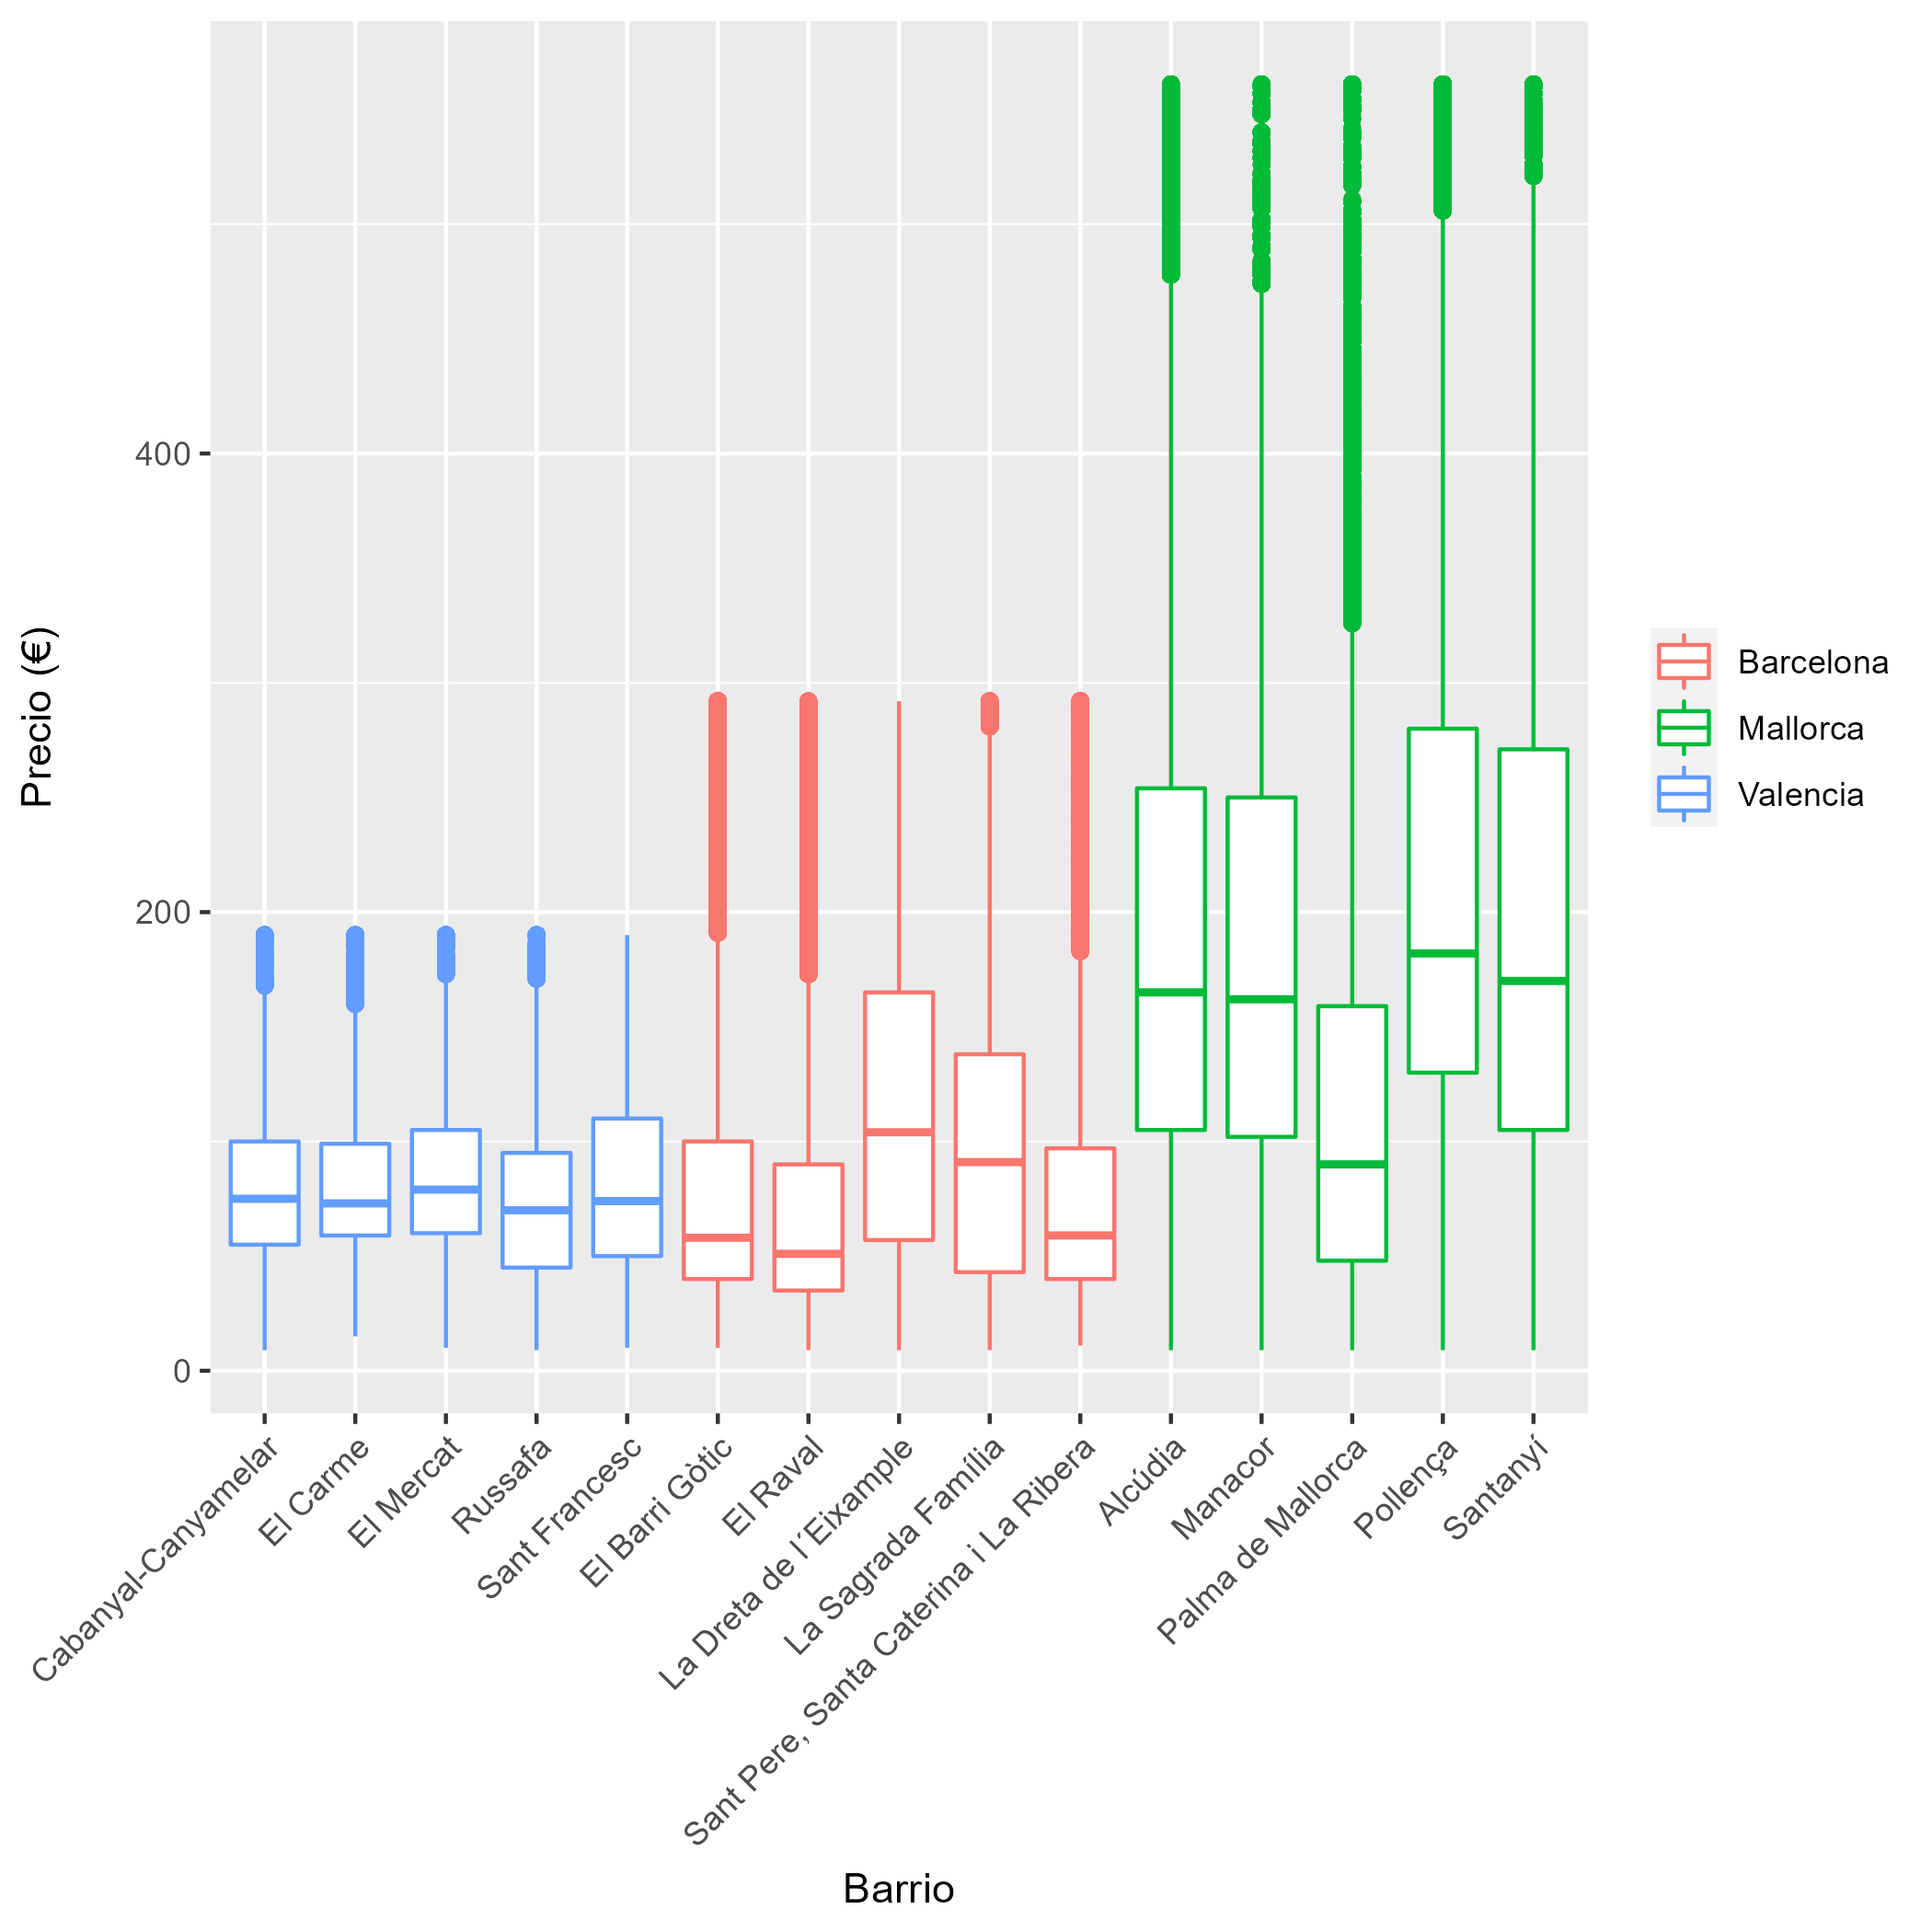 Precio (€)
400
200
0
Cabanyal-Canyamelar
El Carme
El Mercat
Russafa
Sant Francesc
El Barri Gòtic
El Raval
La Dreta de l´Eixample
La Sagrada Família
Sant Pere, Santa Caterina i La Ribera
Alcúdia
Manacor
Palma de Mallorca
Pollença
Santanyí
Barrio
Barcelona
Mallorca
Valencia